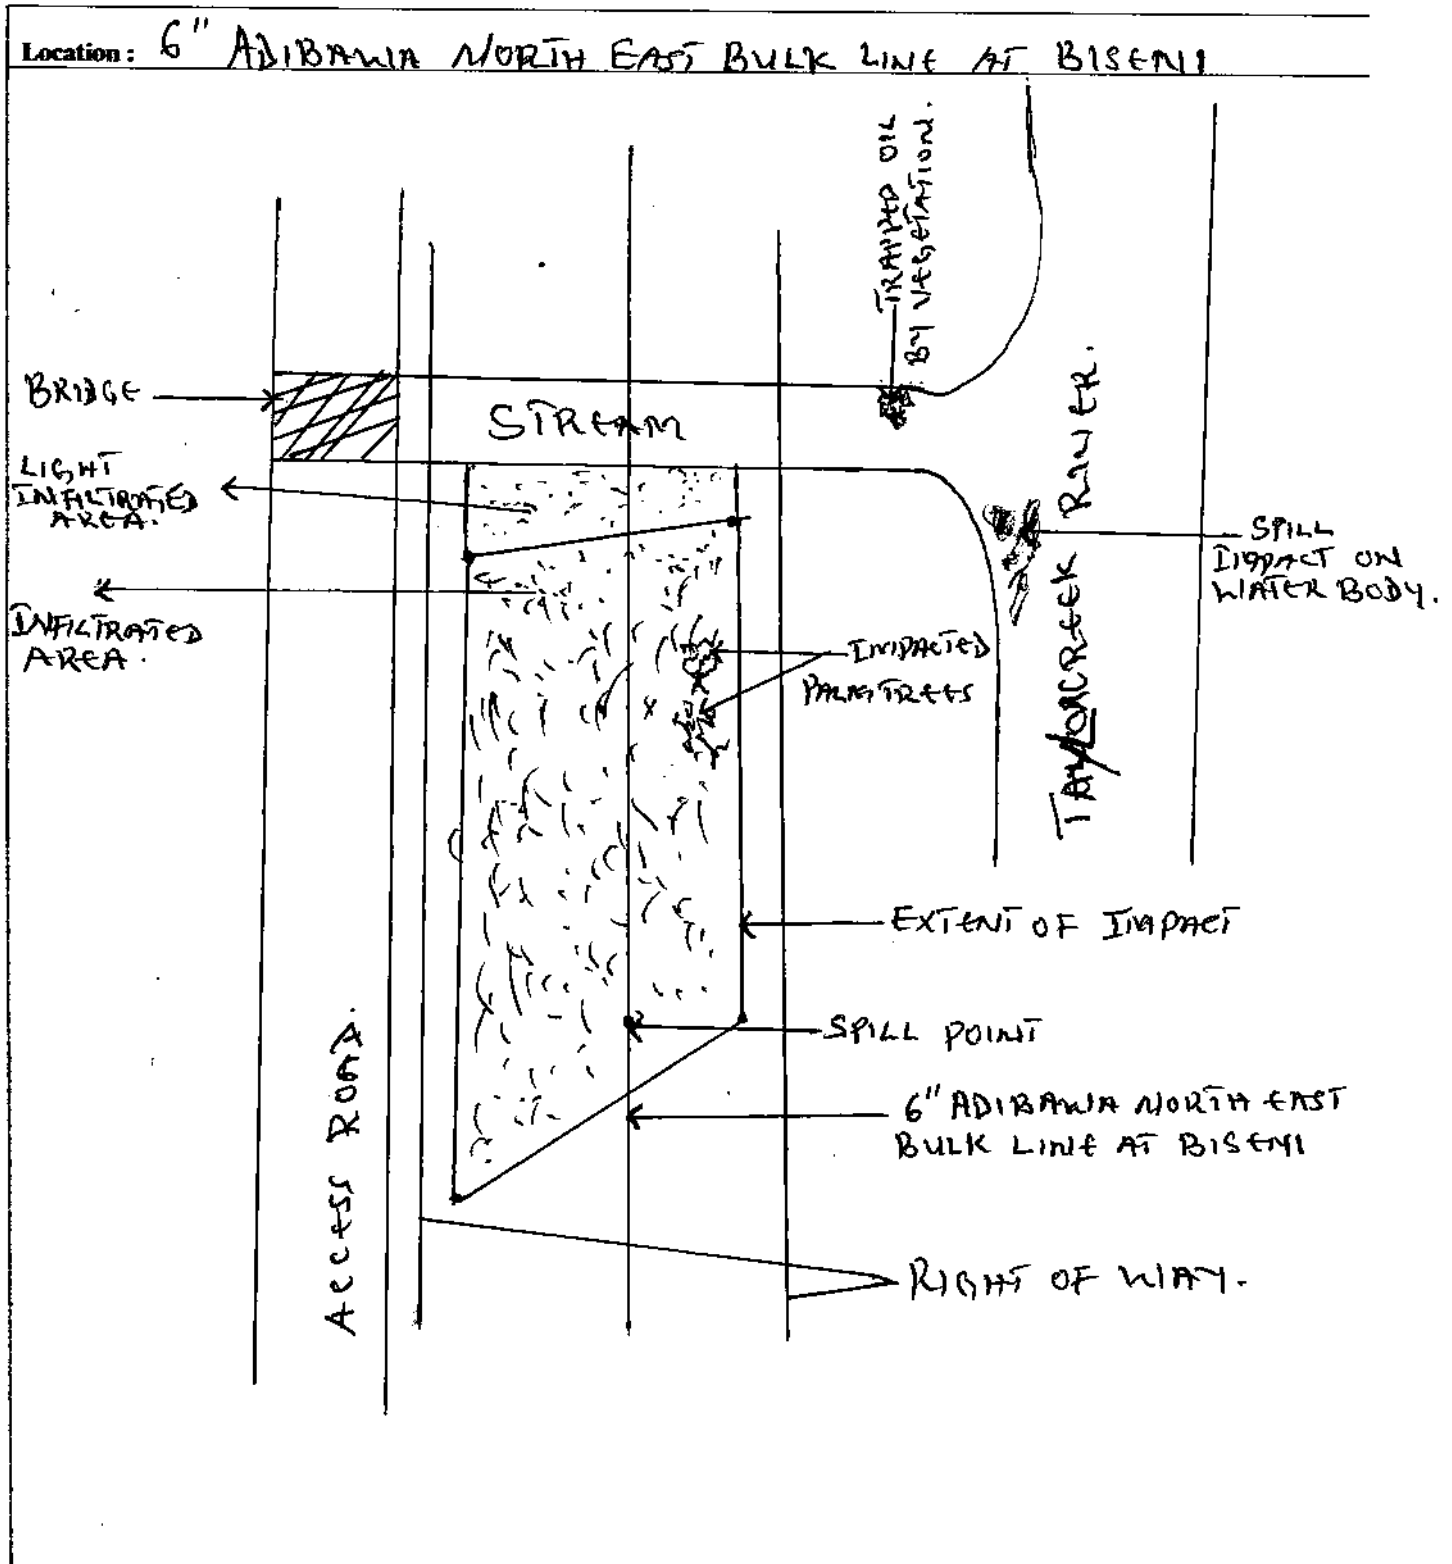 Location: 6" ADIBAWA NORTH EAST BULK LINE AT BISENI
TRAPPED OIL
BY VEGETATION.
BRIDGE
STREAM
LIGHT
INFILTRATED
AREA.
INFILTRATED
AREA.
IMPACTED
PALMTREES
TAYLORCREEK RIVER.
SPILL
IMPACT ON
WATER BODY.
EXTENT OF IMPACT
SPILL POINT
6" ADIBAWA NORTH EAST
BULK LINE AT BISENI
ACCESS ROAD.
RIGHT OF WAY.